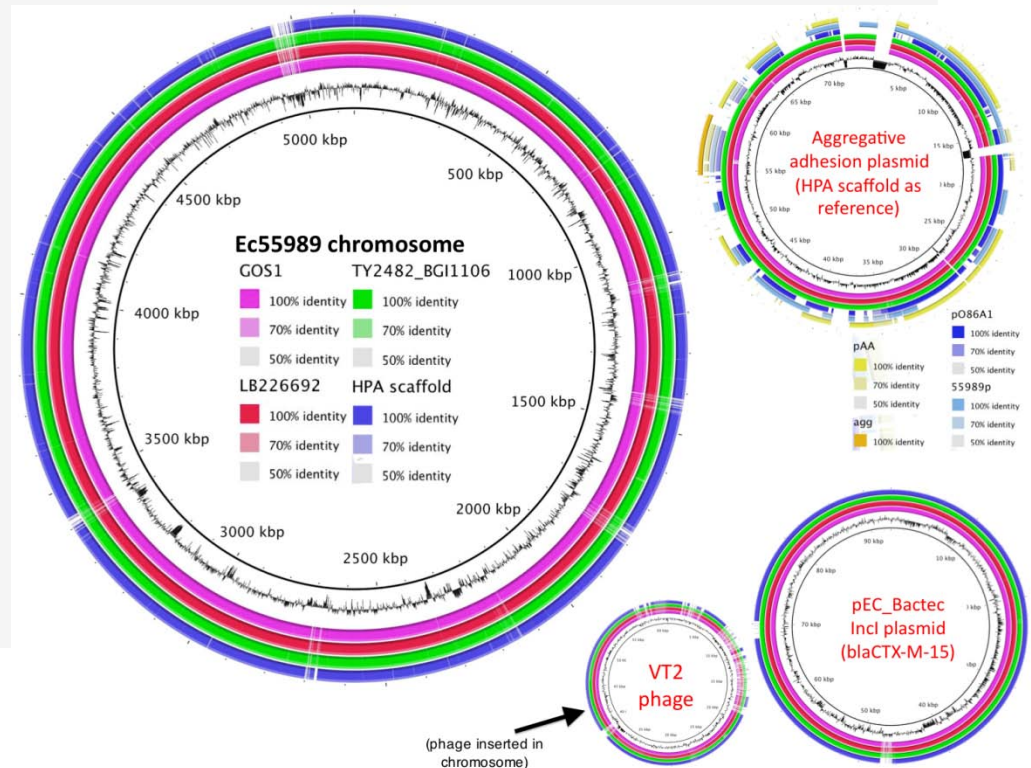 5000 kbp
500 kbp
4500 kbp
Ec55989 chromosome
GOS1 TY2482_BGI1106
100% identity 100% identity
70% identity 70% identity
50% identity 50% identity
LB226692 HPA scaffold
100% identity 100% identity
70% identity 70% identity
50% identity 50% identity
1000 kbp
4000 kbp
1500 kbp
3500 kbp
2000 kbp
3000 kbp
2500 kbp
70 kbp
5 kbp
65 kbp
10 kbp
60 kbp
15 kbp
55 kbp
50 kbp
25 kbp
45 kbp
30 kbp
40 kbp
35 kbp
Aggregative
adhesion plasmid
(HPA scaffold as
reference)
pAA
100% identity
70% identity
50% identity
agg
100% identity
pO86A1
100% identity
70% identity
50% identity
55989p
100% identity
70% identity
50% identity
VT2
phage
(phage inserted in
chromosome)
90 kbp
10 kbp
80 kbp
70 kbp
60 kbp
50 kbp
40 kbp
pEC_Bactec
IncI plasmid
(blaCTX-M-15)